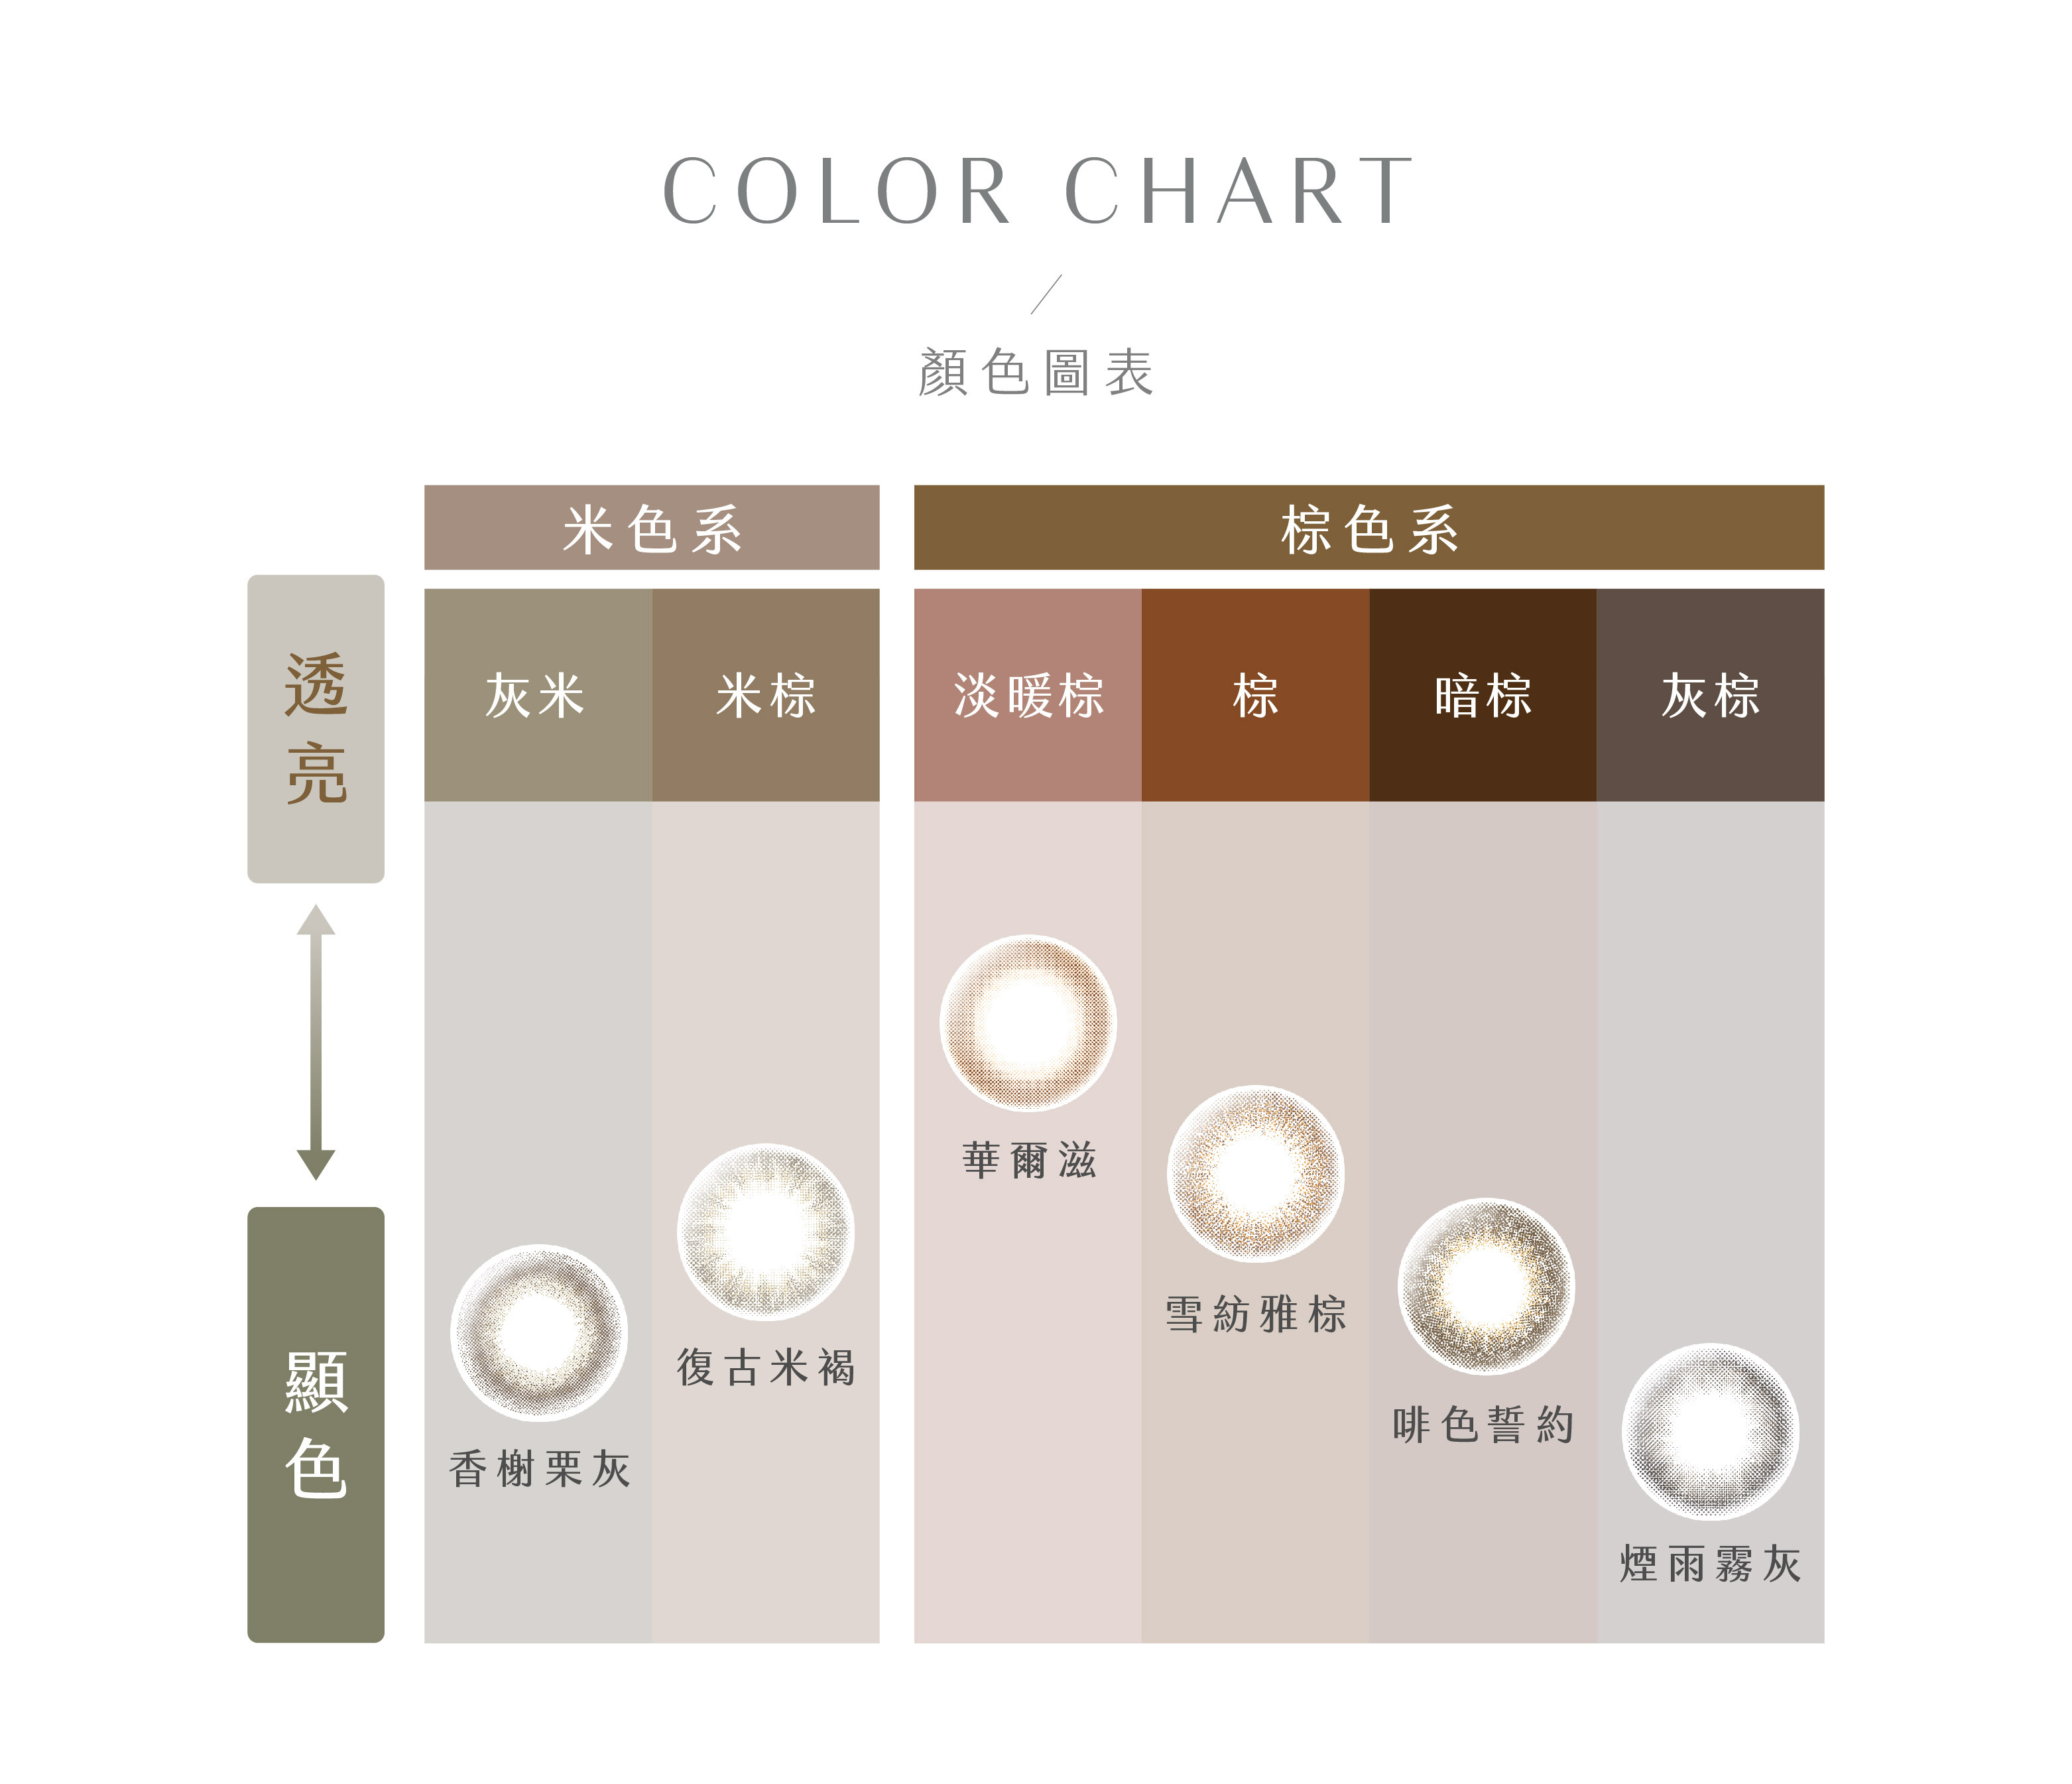 COLOR CHART
顏色圖表
米色系
棕色系
透亮
灰米
米棕
淡暖棕
棕
暗棕
灰棕
華爾滋
雪紡雅棕
復古米褐
啡色誓約
顯色
香榭栗灰
煙雨霧灰